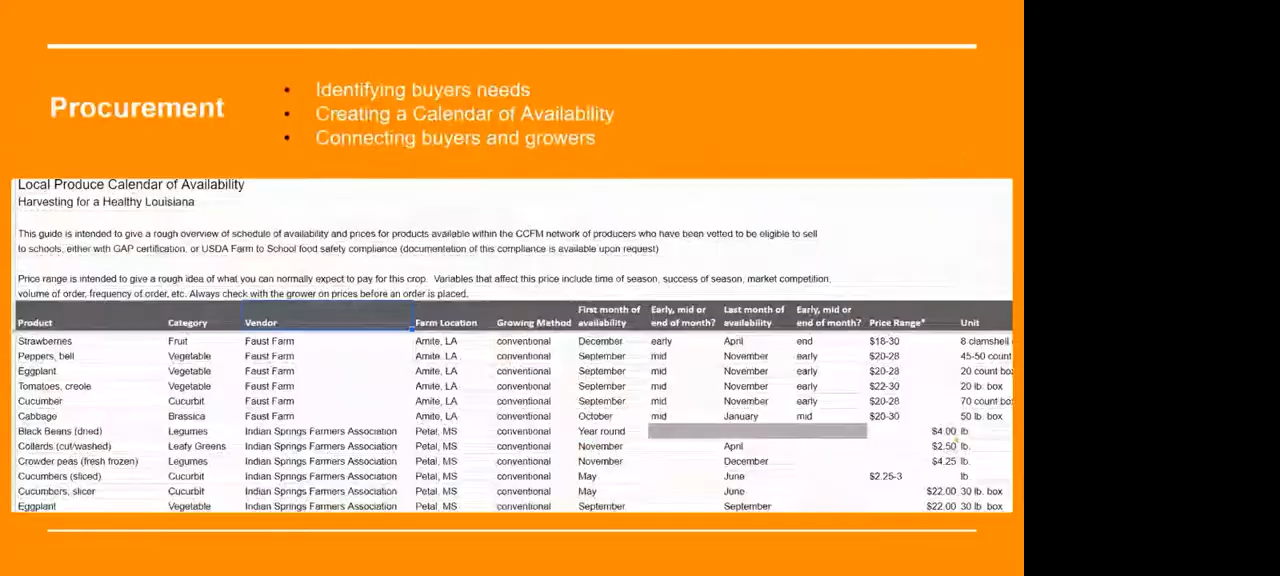 Procurement
• Identifying buyers needs
• Creating a Calendar of Availability
• Connecting buyers and growers
Local Produce Calendar of Availability
Harvesting for a Healthy Louisiana
This guide is intended to give a rough overview of schedule of availability and prices for products available within the CCFM network of producers who have been vetted to be eligible to sell
to schools, either with GAP certification, or USDA Farm to School food safety compliance (documentation of this compliance is available upon request)
Price range is intended to give a rough idea of what you can normally expect to pay for this crop. Variables that affect this price include time of season, success of season, market competition,
volume of order, frequency of order, etc. Always check with the grower on prices before an order is placed.
Product Category Vendor Farm Location Growing Method First month of availability Early, mid or end of month? Last month of availability Early, mid or end of month? Price Range* Unit
Strawberries Fruit Faust Farm Amite, LA conventional December early April end $18-30 8 clamshell
Peppers, bell Vegetable Faust Farm Amite, LA conventional September mid November early $20-28 45-50 count
Eggplant Vegetable Faust Farm Amite, LA conventional September mid November early $20-28 20 count bo
Tomatoes, creole Vegetable Faust Farm Amite, LA conventional September mid November early $22-30 20 lb. box
Cucumber Cucurbit Faust Farm Amite, LA conventional September mid November early $20-28 70 count bo
Cabbage Brassica Faust Farm Amite, LA conventional October mid January mid $20-30 50 lb. box
Black Beans (dried) Legumes Indian Springs Farmers Association Petal, MS conventional Year round $4.00 lb
Collards (cut/washed) Leafy Greens Indian Springs Farmers Association Petal, MS conventional November April $2.50 lb.
Crowder peas (fresh frozen) Legumes Indian Springs Farmers Association Petal, MS conventional November December $4.25 lb.
Cucumbers (sliced) Cucurbit Indian Springs Farmers Association Petal, MS conventional May June $2.25-3 lb
Cucumbers, slicer Cucurbit Indian Springs Farmers Association Petal, MS conventional May June $22.00 30 lb. box
Eggplant Vegetable Indian Springs Farmers Association Petal, MS conventional September September $22.00 30 lb. box